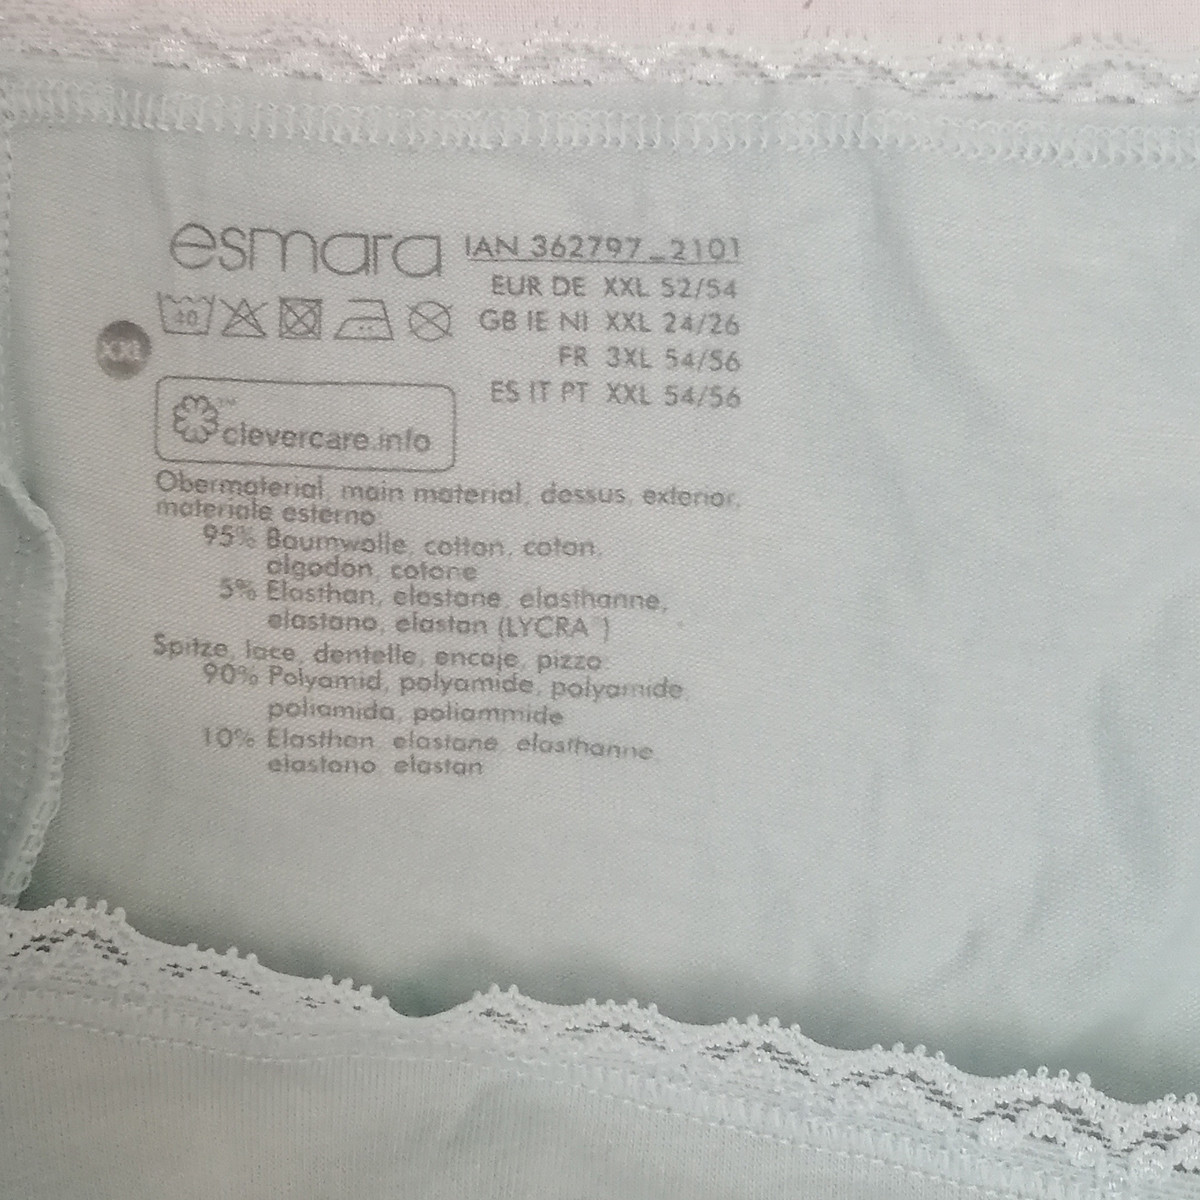 esmara
IAN 362797_2101
EUR DE XXL 52/54
GB IE NI XXL 24/26
FR 3XL 54/56
ES IT PT XXL 54/56
40
XXL
clevercare.info
Obermaterial, main material, dessus, exterior,
materiale esterno:
95% Baumwolle, cotton, coton,
algodón, cotone
5% Elasthan, elastane, elasthanne,
elastano, elastan (LYCRA )
Spitze, lace, dentelle, encaje, pizzo:
90% Polyamid, polyamide, polyamide,
poliamida, poliammide
10% Elasthan, elastane, elasthanne,
elastano, elastan